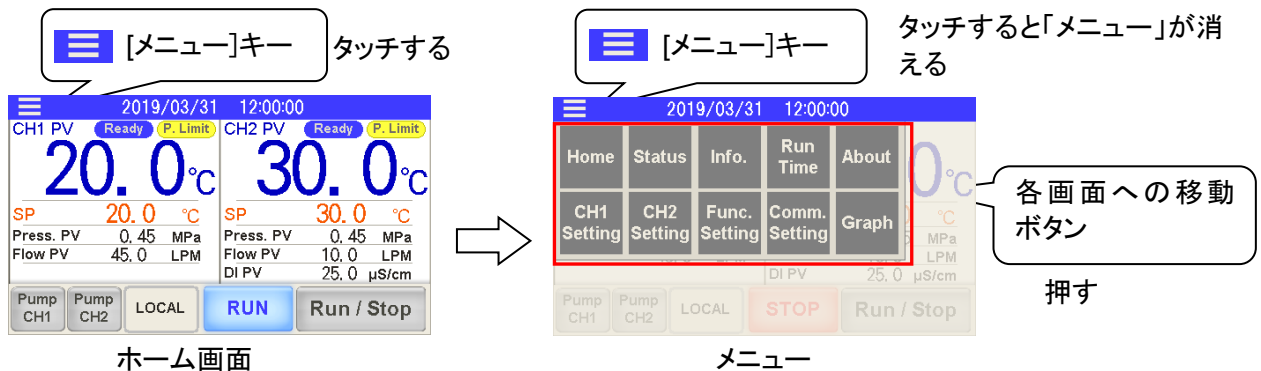 [メニュー]キー
タッチする
[メニュー]キー
タッチすると「メニュー」が消
える
2019/03/31 12:00:00
CH1 PV Ready P. Limit CH2 PV Ready P. Limit
20.0℃ 30.0℃
SP 20.0 ℃ SP 30.0 ℃
Press. PV 0.45 MPa Press. PV 0.45 MPa
Flow PV 45.0 LPM Flow PV 10.0 LPM
DI PV 25.0 μS/cm
Pump CH1 Pump CH2 LOCAL RUN Run / Stop
ホーム画面
2019/03/31 12:00:00
Home Status Info. Run Time About
CH1 Setting CH2 Setting Func. Setting Comm. Setting Graph
0℃
℃
5 MPa
LPM
DI PV 25.0 μS/cm
Pump CH1 Pump CH2 LOCAL STOP Run / Stop
メニュー
各画面への移動
ボタン
押す